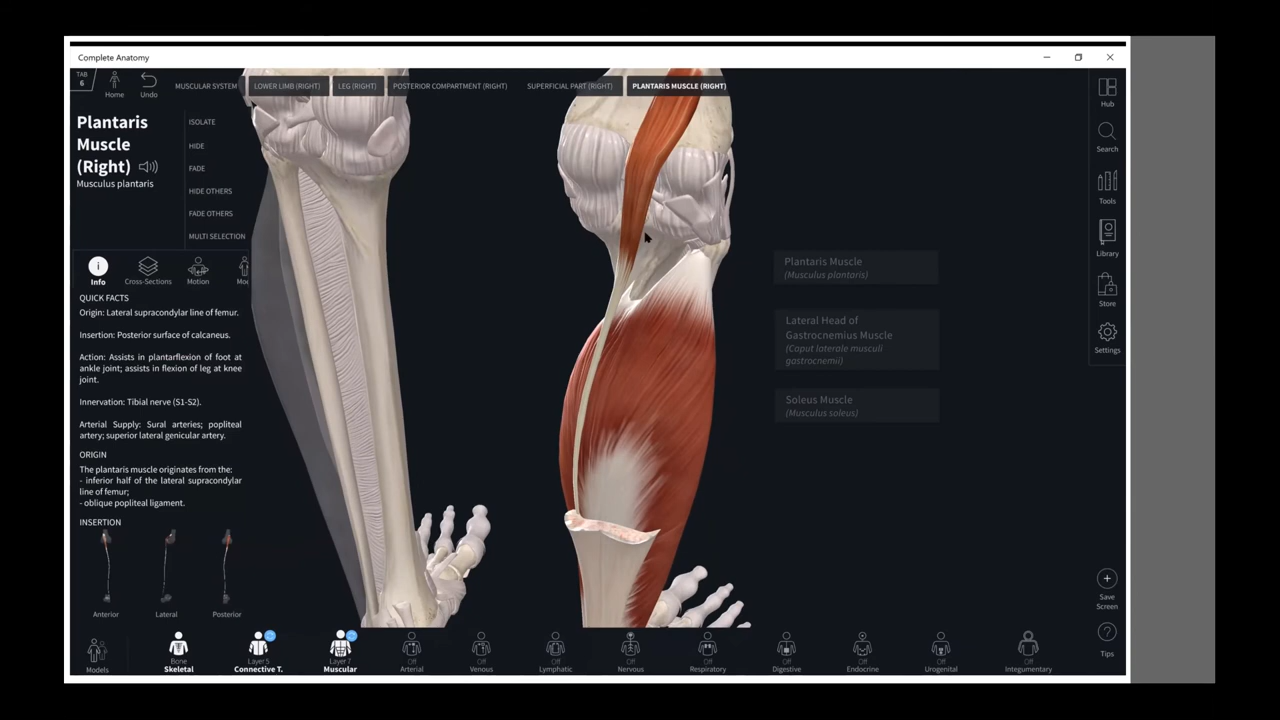 Complete Anatomy
TAB
6
Home
Undo
MUSCULAR SYSTEM
LOWER LIMB (RIGHT)
LEG (RIGHT)
POSTERIOR COMPARTMENT (RIGHT)
SUPERFICIAL PART (RIGHT)
PLANTARIS MUSCLE (RIGHT)
Plantaris
Muscle
(Right)
Musculus plantaris
ISOLATE
HIDE
FADE
HIDE OTHERS
FADE OTHERS
MULTI SELECTION
i
Info
Cross-Sections
Motion
QUICK FACTS
Origin: Lateral supracondylar line of femur.
Insertion: Posterior surface of calcaneus.
Action: Assists in plantarflexion of foot at
ankle joint; assists in flexion of leg at knee
joint.
Innervation: Tibial nerve (S1-S2).
Arterial Supply: Sural arteries; popliteal
artery; superior lateral genicular artery.
ORIGIN
The plantaris muscle originates from the:
- inferior half of the lateral supracondylar
line of femur;
- oblique popliteal ligament.
INSERTION
Anterior
Lateral
Posterior
Plantaris Muscle
(Musculus plantaris)
Lateral Head of
Gastrocnemius Muscle
(Caput laterale musculi
gastrocnemii)
Soleus Muscle
(Musculus soleus)
Hub
Search
Tools
Library
Store
Settings
Save
Screen
?
Tips
Models
Bone
Skeletal
Layer 5
Connective T.
Layer 7
Muscular
Off
Arterial
Off
Venous
Off
Lymphatic
Off
Nervous
Off
Respiratory
Off
Digestive
Off
Endocrine
Off
Urogenital
Off
Integumentary